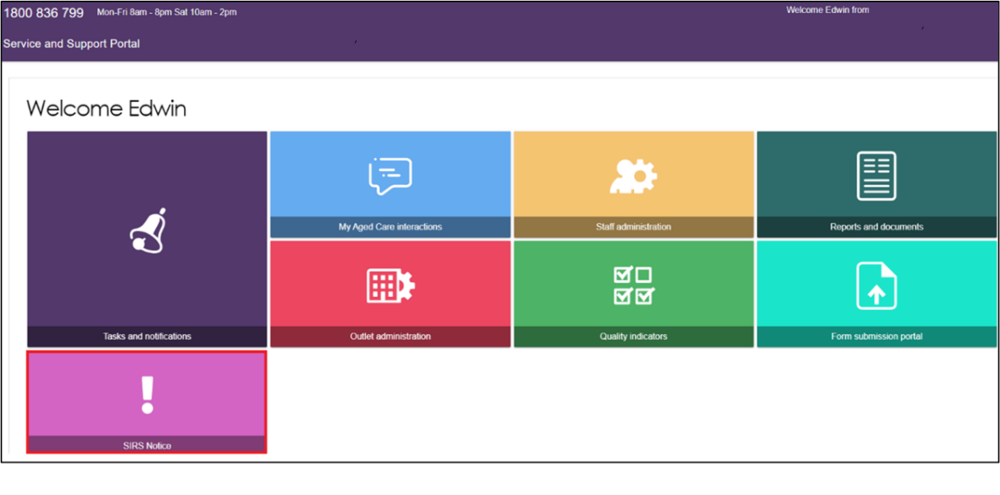 1800 836 799 Mon-Fri 8am - 8pm Sat 10am - 2pm
Welcome Edwin from
Service and Support Portal
Welcome Edwin
My Aged Care interactions
Staff administration
Reports and documents
Tasks and notifications
Outlet administration
Quality indicators
Form submission portal
SIRS Notice